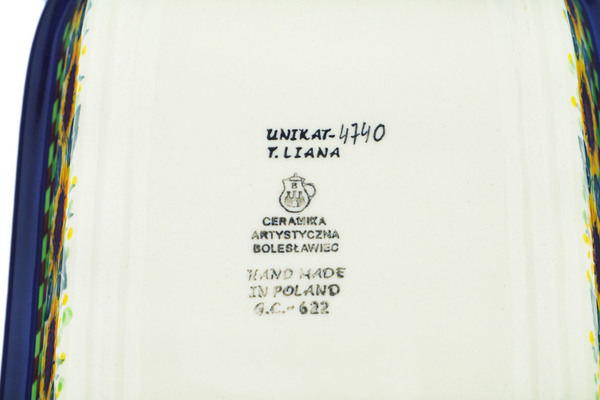 UNIKAT-4740
T. LIANA
B
CERAMIKA
ARTYSTYCZNA
BOLESŁAWIEC
HAND MADE
IN POLAND
G.C.-622